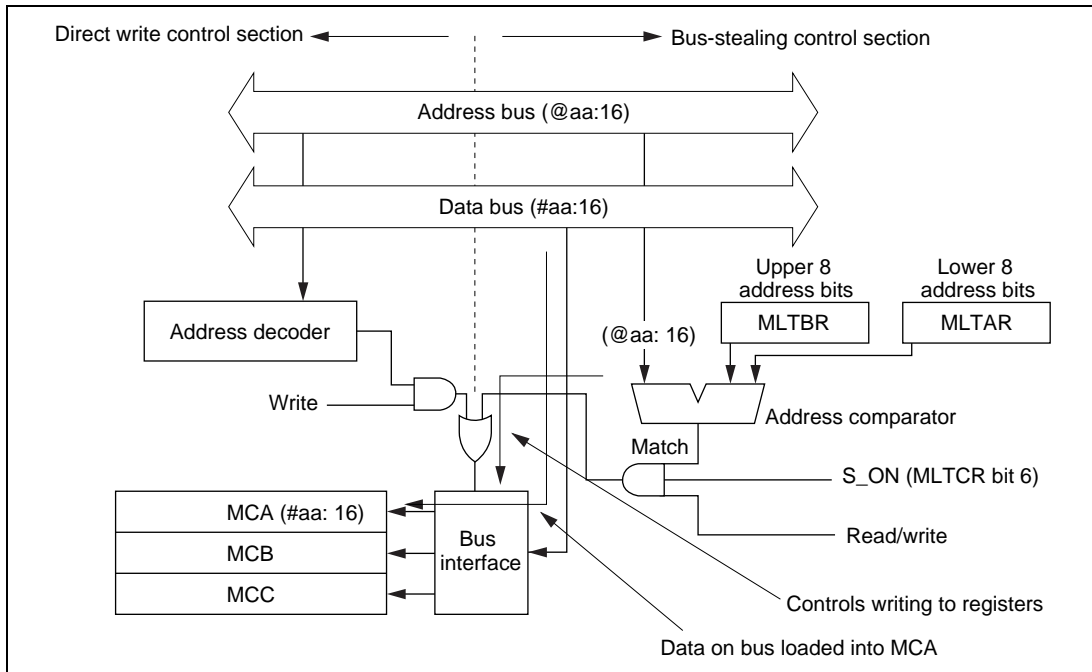 Direct write control section
Bus-stealing control section
Address bus (@aa:16)
Data bus (#aa:16)
Upper 8
address bits
Lower 8
address bits
MLTBR
MLTAR
Address decoder
(@aa: 16)
Write
Address comparator
Match
S_ON (MLTCR bit 6)
MCA (#aa: 16)
Read/write
Bus
interface
MCB
MCC
Controls writing to registers
Data on bus loaded into MCA